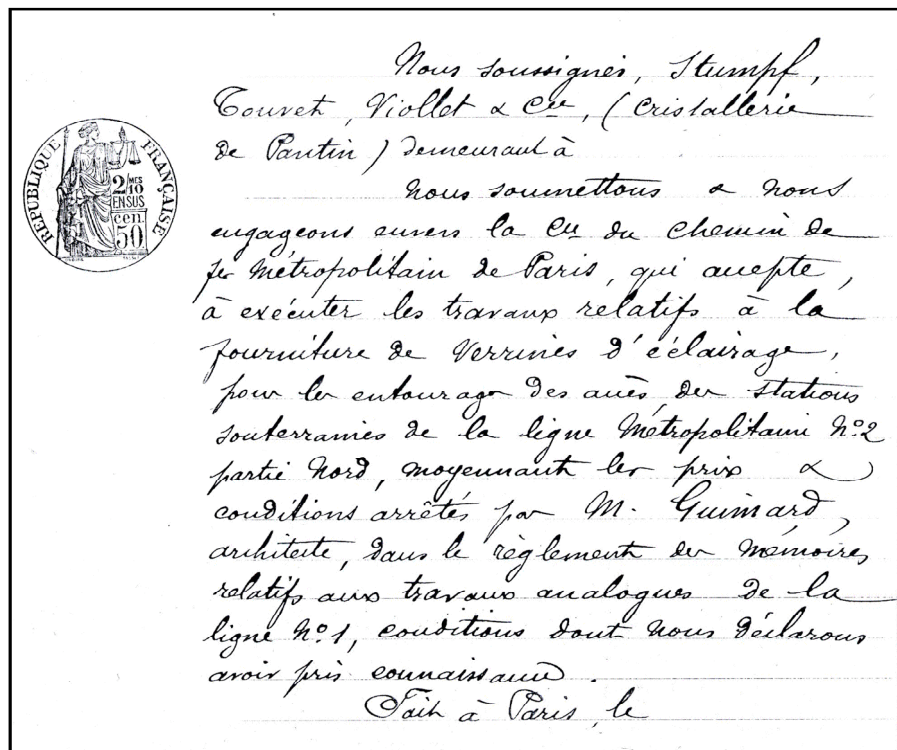 Nous soussignés, Stumpf,
Touvet, Viollet & Cie, (Cristallerie
de Pantin) demeurant à
Nous soumettons & nous
engageons envers la Cie du Chemin de
fer Métropolitain de Paris, qui accepte,
à exécuter les travaux relatifs à la
fourniture de Verrines d'éclairage,
pour les entourages des accès des stations
souterraines de la ligne Métropolitaine No 2
partie Nord, moyennant les prix &
conditions arrêtés par M. Guimard,
architecte, dans le règlement des mémoires
relatifs aux travaux analogues de la
ligne No 1, conditions dont nous déclarons
avoir pris connaissance.
Fait à Paris, le
RÉPUBLIQUE FRANÇAISE
2/10 MES
EN SUS
cen.
50